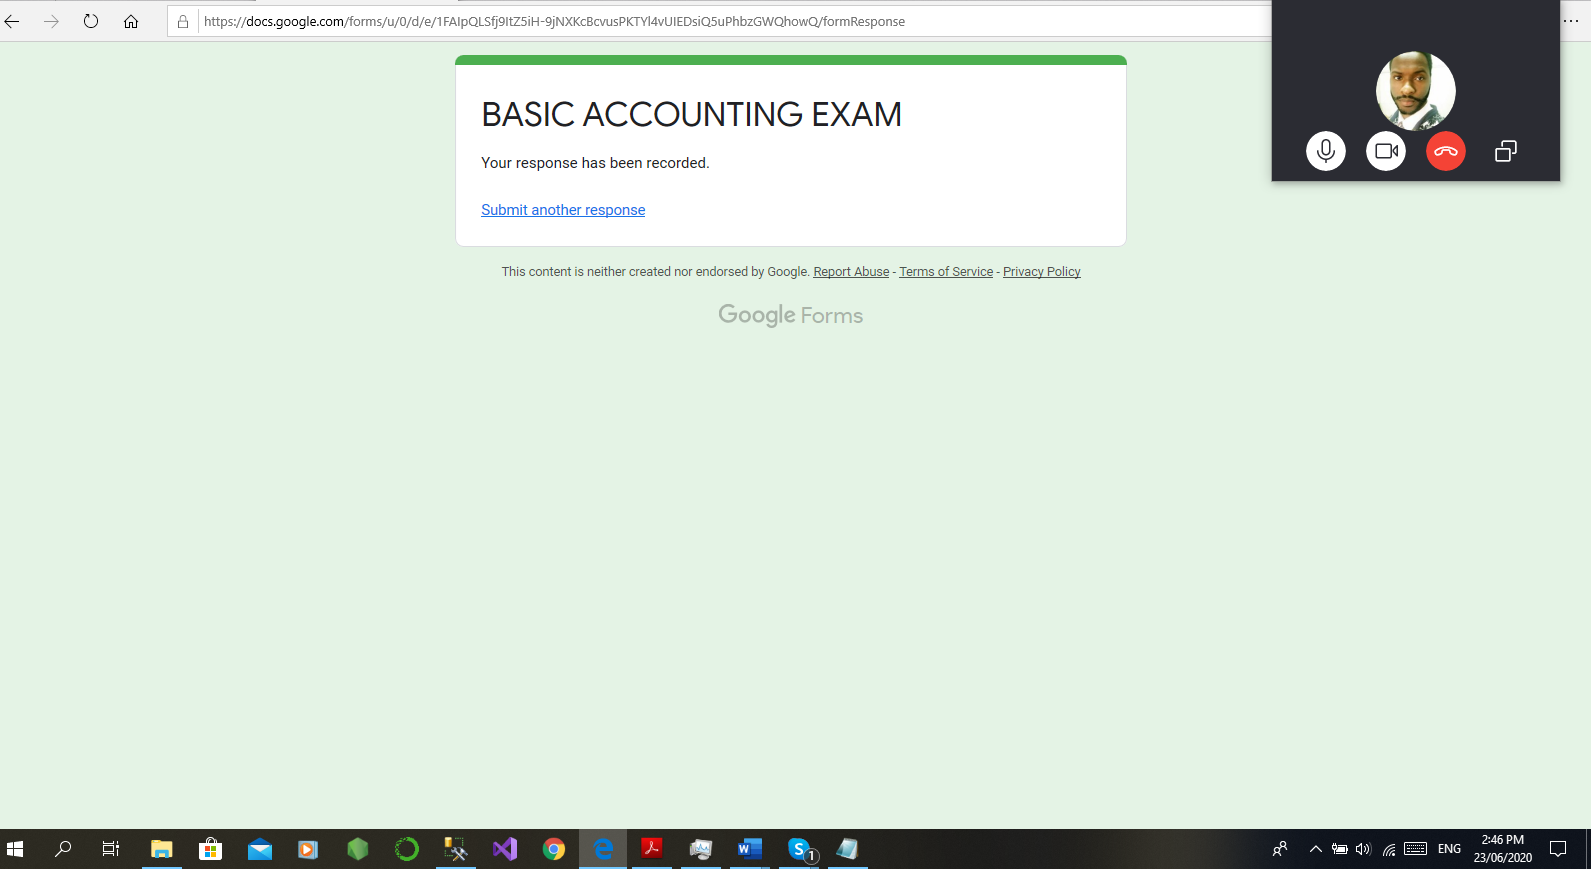 https://docs.google.com/forms/u/0/d/e/1FAIpQLSfj9ItZ5iH-9jNXKcBcvusPKTYl4vUIEDsiQ5uPhbzGWQhowQ/formResponse
BASIC ACCOUNTING EXAM
Your response has been recorded.
Submit another response
This content is neither created nor endorsed by Google. Report Abuse - Terms of Service - Privacy Policy
Google Forms
S 1
W
ENG
2:46 PM
23/06/2020